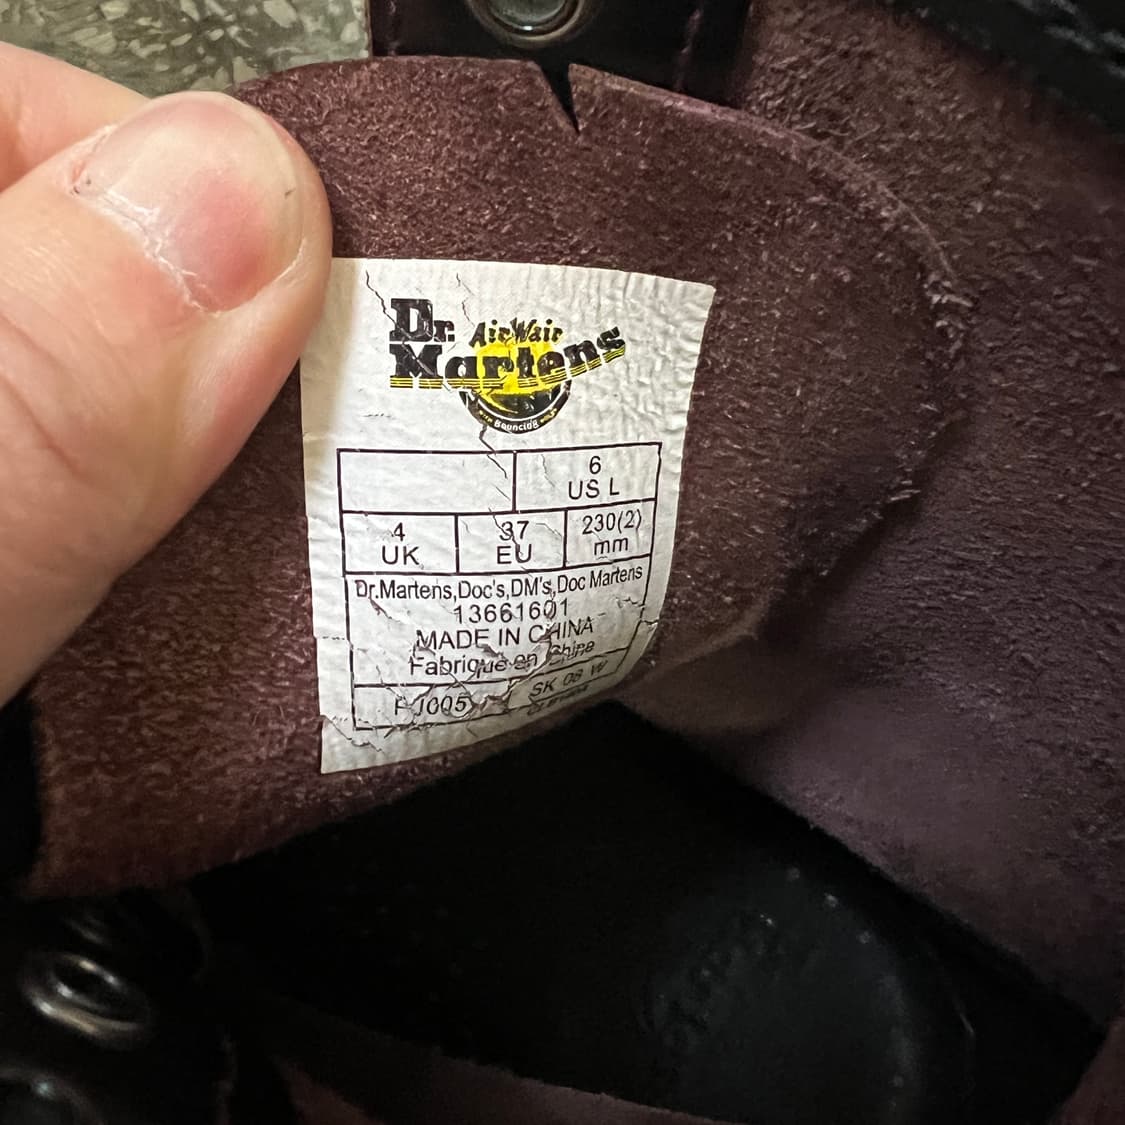 Dr. AirWair
Martens
With Bouncing
6
US L
4
UK
37
EU
230(2)
mm
Dr.Martens,Doc's,DM's,Doc Martens
13661601
MADE IN CHINA
Fabrique en Chine
SK 08 W